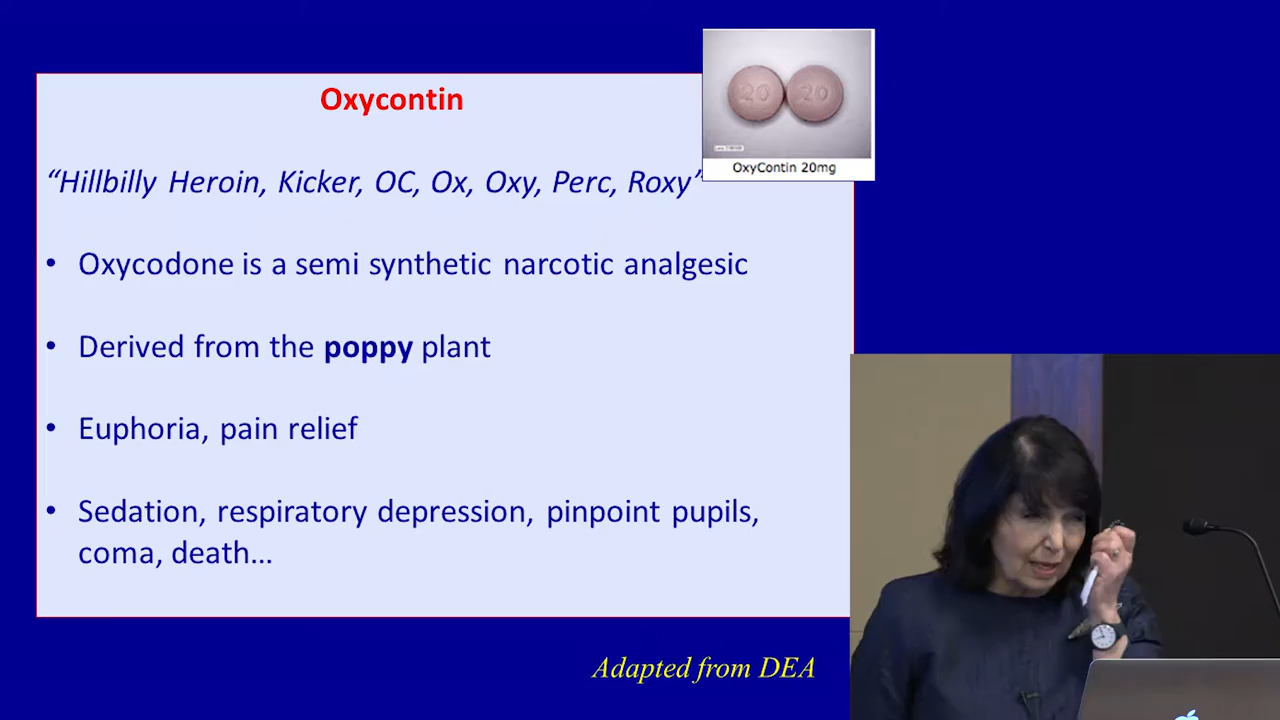 Oxycontin
20 20
OxyContin 20mg
“Hillbilly Heroin, Kicker, OC, Ox, Oxy, Perc, Roxy”
• Oxycodone is a semi synthetic narcotic analgesic
• Derived from the poppy plant
• Euphoria, pain relief
• Sedation, respiratory depression, pinpoint pupils,
coma, death...
Adapted from DEA